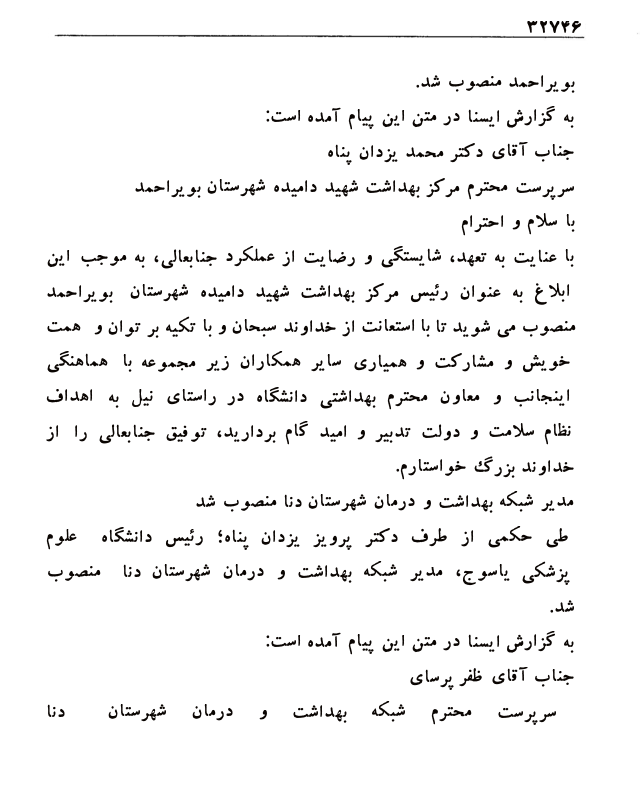 ۳۲۷۴۶
بویراحمد منصوب شد.
به گزارش ایسنا در متن این پیام آمده است:
جناب آقای دکتر محمد یزدان پناه
سرپرست محترم مرکز بهداشت شهید دامیده شهرستان بویراحمد
با سلام و احترام
با عنایت به تعهد، شایستگی و رضایت از عملکرد جنابعالی، به موجب این
ابلاغ به عنوان رئیس مرکز بهداشت شهید دامیده شهرستان بویراحمد
منصوب می شوید تا با استعانت از خداوند سبحان و با تکیه بر توان و همت
خویش و مشارکت و همیاری سایر همکاران زیر مجموعه با هماهنگی
اینجانب و معاون محترم بهداشتی دانشگاه در راستای نیل به اهداف
نظام سلامت و دولت تدبیر و امید گام بردارید، توفیق جنابعالی را از
خداوند بزرگ خواستارم.
مدیر شبکه بهداشت و درمان شهرستان دنا منصوب شد
طی حکمی از طرف دکتر پرویز یزدان پناه؛ رئیس دانشگاه علوم
پزشکی یاسوج، مدیر شبکه بهداشت و درمان شهرستان دنا منصوب
شد.
به گزارش ایسنا در متن این پیام آمده است:
جناب آقای ظفر پرسای
سرپرست محترم شبکه بهداشت و درمان شهرستان دنا